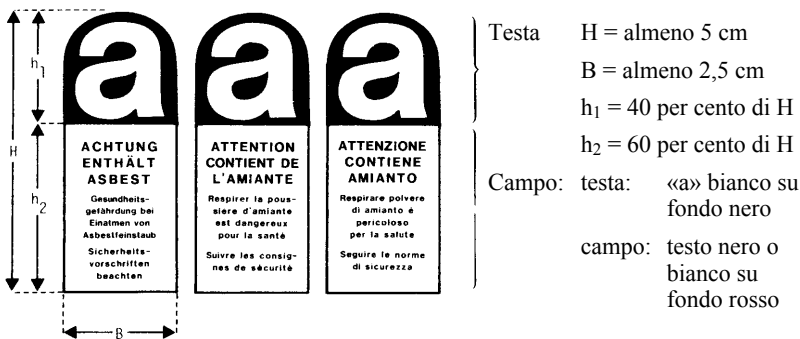 H
h1
h2
B
a
ACHTUNG
ENTHÄLT
ASBEST
Gesundheits-
gefährdung bei
Einatmen von
Asbestfeinstaub
Sicherheits-
vorschriften
beachten
a
ATTENTION
CONTIENT DE
L'AMIANTE
Respirer la pous-
siere d'amiante
est dangereux
pour la santé
Suivre les consig-
nes de sécurité
a
ATTENZIONE
CONTIENE
AMIANTO
Respirare polvere
di amianto è
pericoloso
per la salute
Seguire le norme
di sicurezza
Testa H = almeno 5 cm
B = almeno 2,5 cm
h1 = 40 per cento di H
h2 = 60 per cento di H
Campo: testa: «a» bianco su
fondo nero
campo: testo nero o
bianco su
fondo rosso